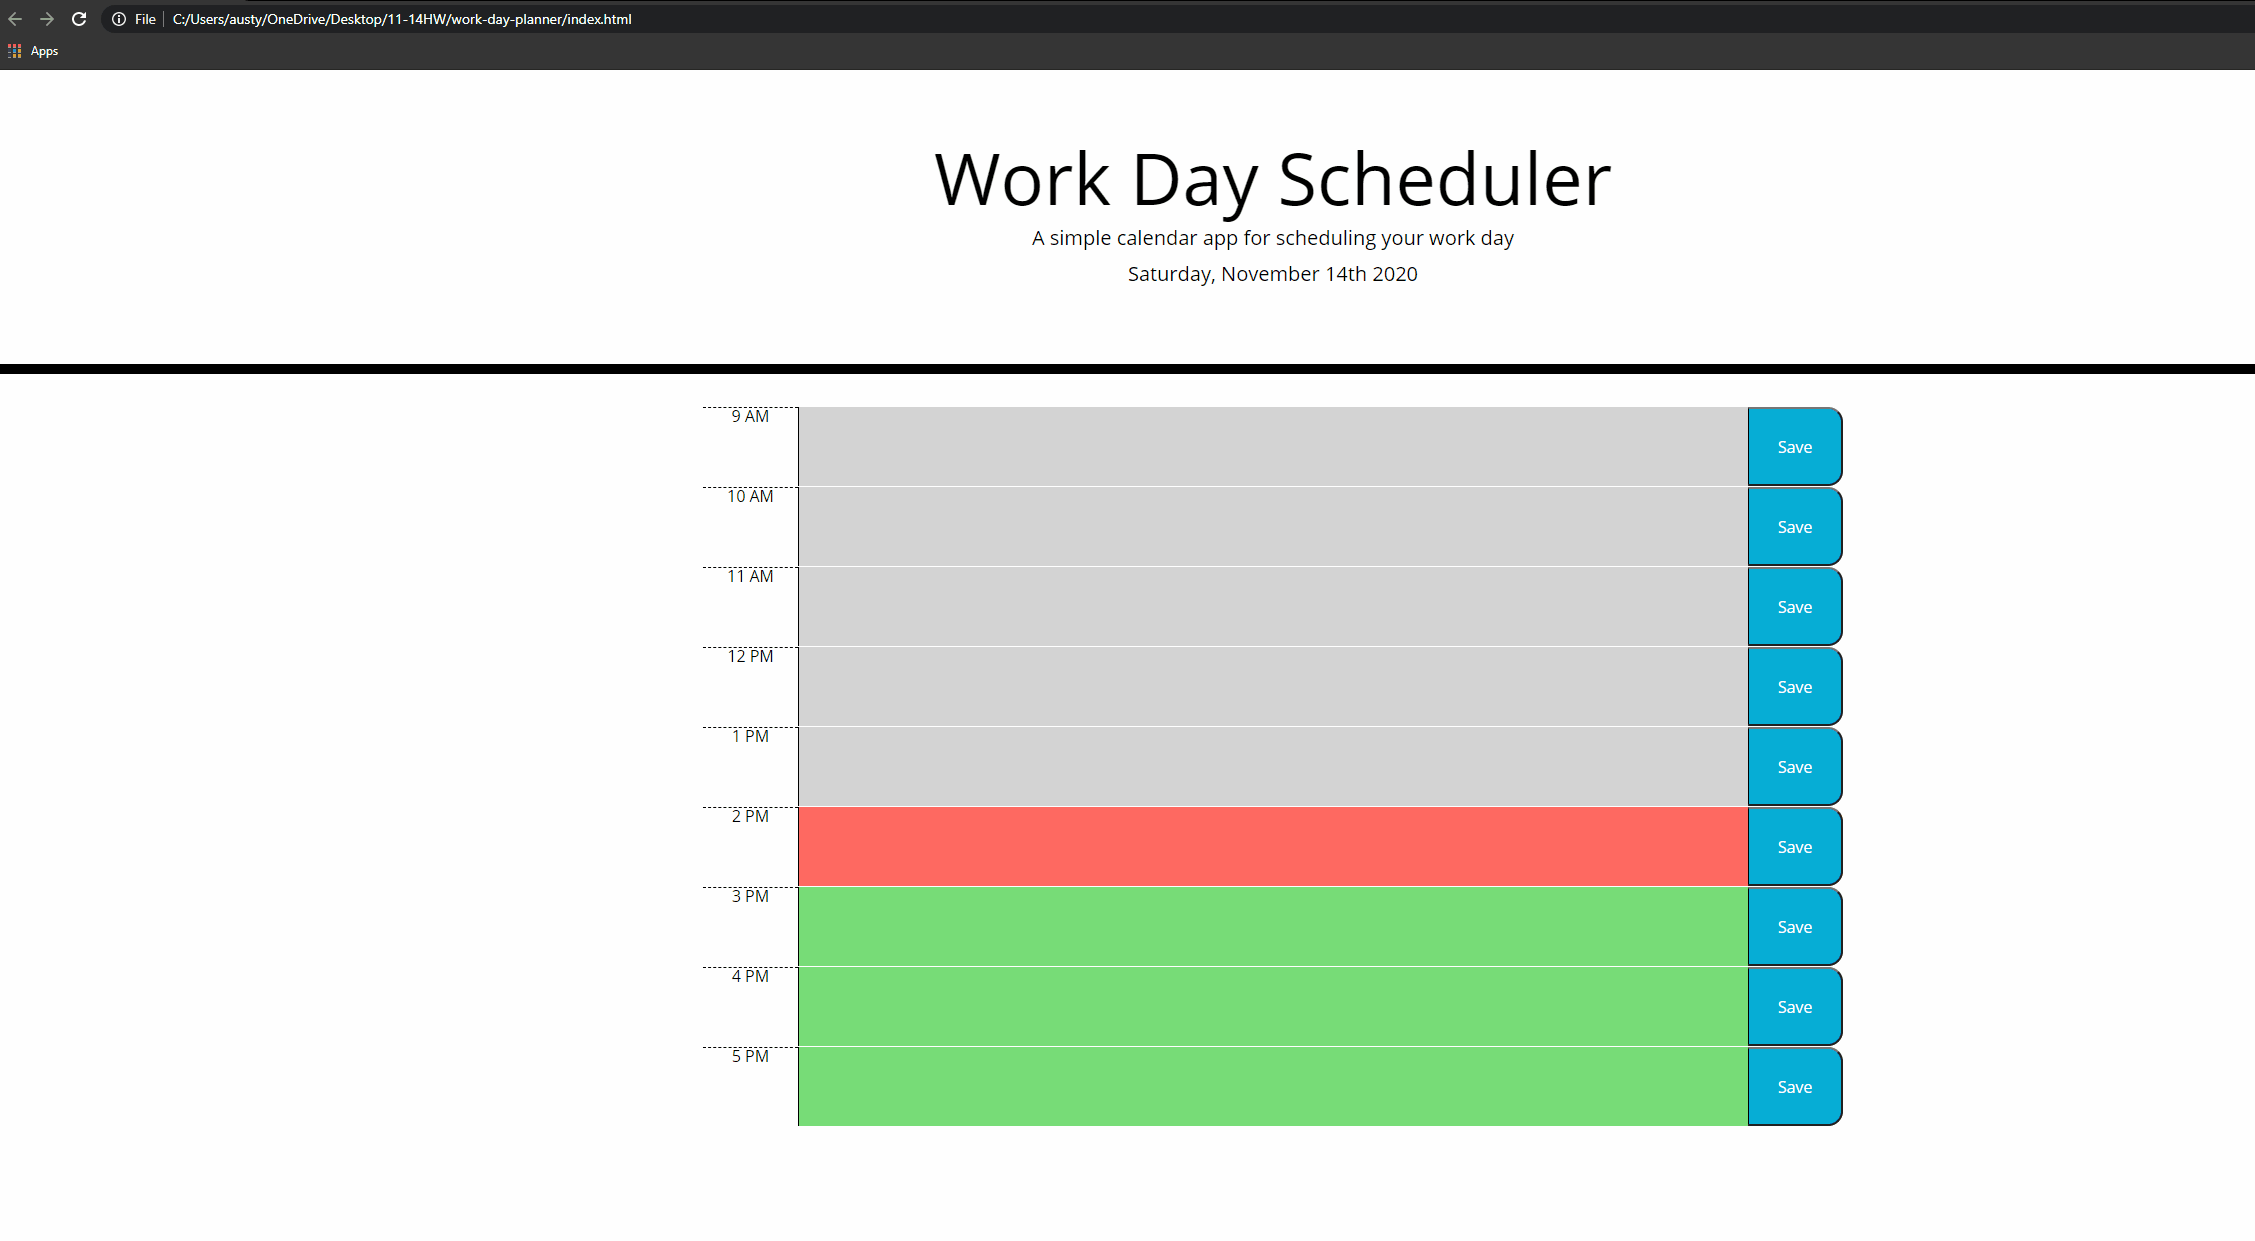 File C:/Users/austy/OneDrive/Desktop/11-14HW/work-day-planner/index.html
Apps
Work Day Scheduler
A simple calendar app for scheduling your work day
Saturday, November 14th 2020
9 AM Save
10 AM Save
11 AM Save
12 PM Save
1 PM Save
2 PM Save
3 PM Save
4 PM Save
5 PM Save